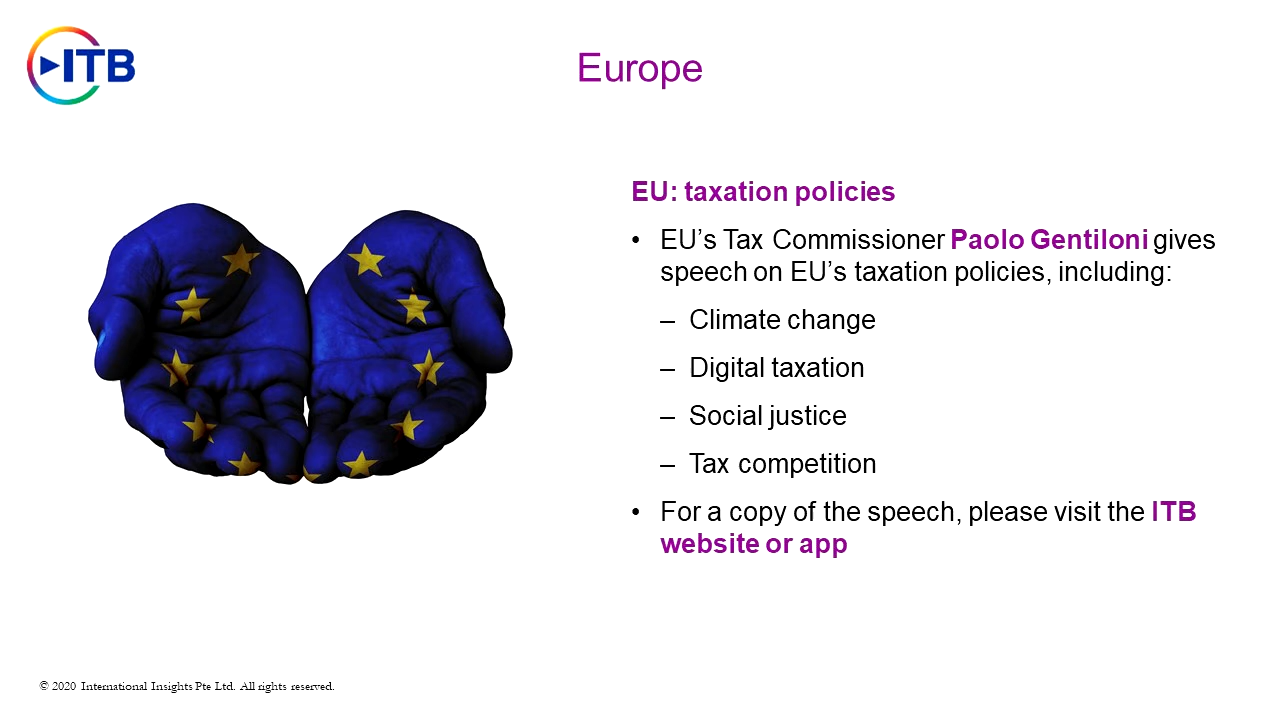 ITB
Europe
EU: taxation policies
• EU’s Tax Commissioner Paolo Gentiloni gives
speech on EU’s taxation policies, including:
– Climate change
– Digital taxation
– Social justice
– Tax competition
• For a copy of the speech, please visit the ITB
website or app
© 2020 International Insights Pte Ltd. All rights reserved.